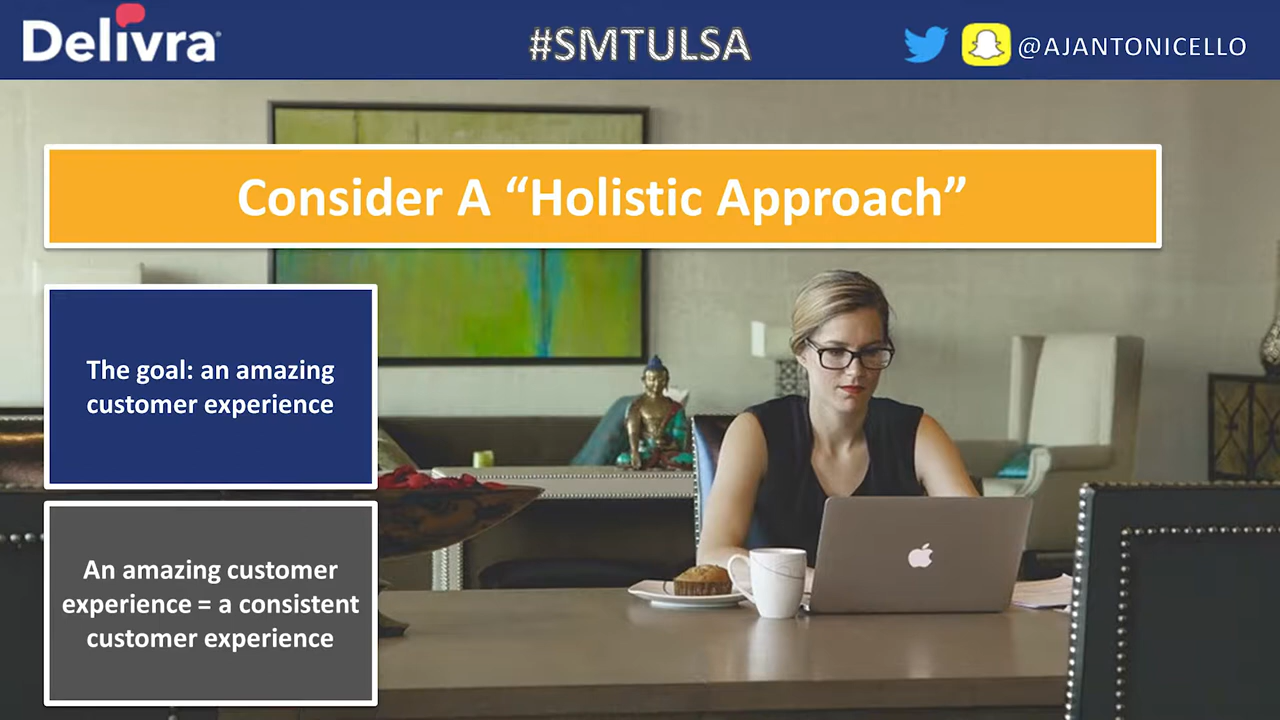 Delivra
#SMTULSA
@AJANTONICELLO
Consider A “Holistic Approach”
The goal: an amazing
customer experience
An amazing customer
experience = a consistent
customer experience